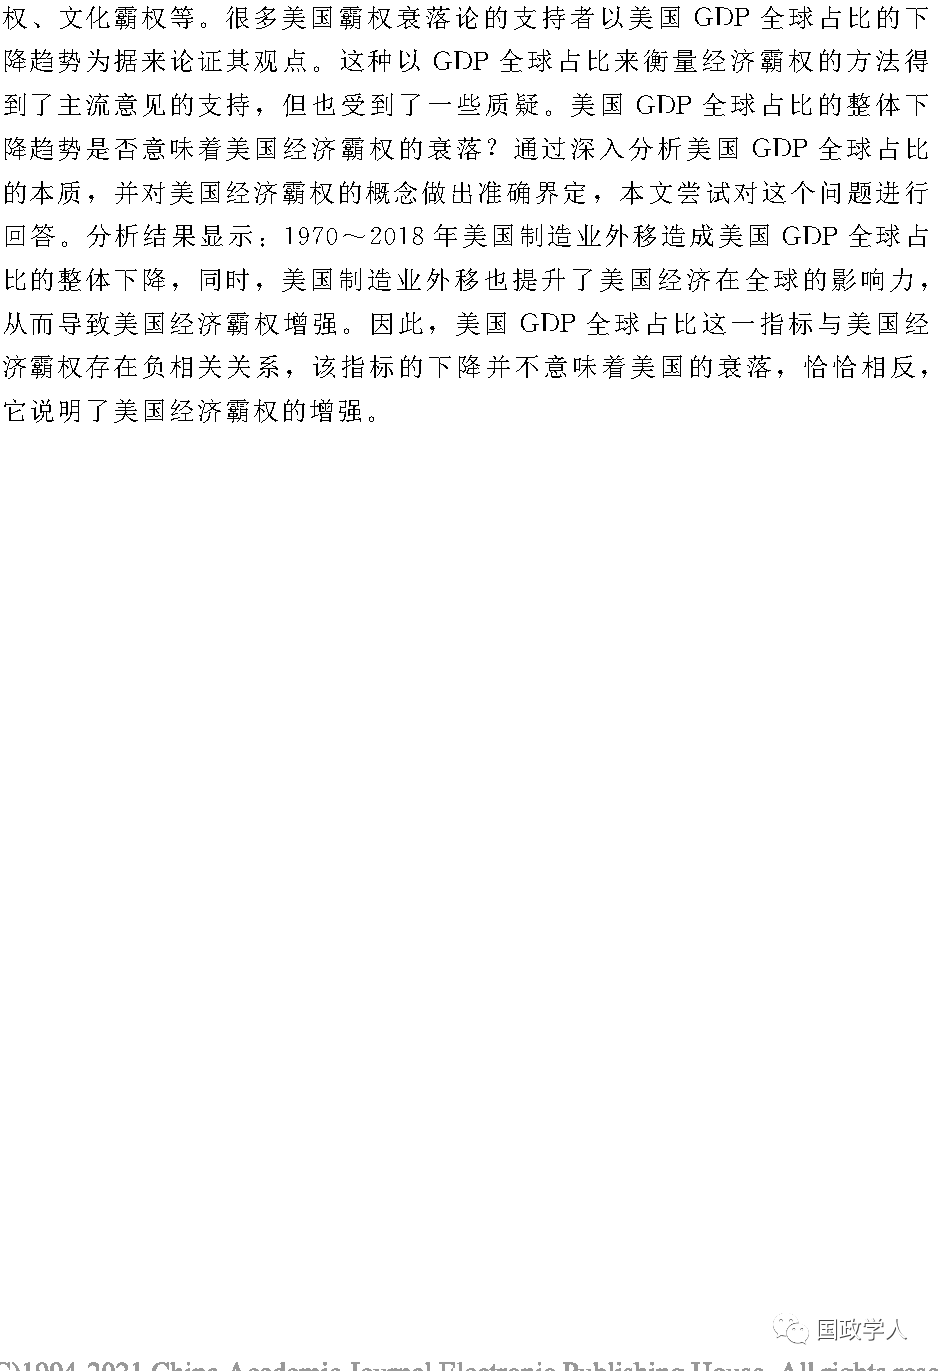 权、文化霸权等。很多美国霸权衰落论的支持者以美国 GDP 全球占比的下
降趋势为据来论证其观点。这种以 GDP 全球占比来衡量经济霸权的方法得
到了主流意见的支持，但也受到了一些质疑。美国 GDP 全球占比的整体下
降趋势是否意味着美国经济霸权的衰落？通过深入分析美国 GDP 全球占比
的本质，并对美国经济霸权的概念做出准确界定，本文尝试对这个问题进行
回答。分析结果显示：1970～2018 年美国制造业外移造成美国 GDP 全球占
比的整体下降，同时，美国制造业外移也提升了美国经济在全球的影响力，
从而导致美国经济霸权增强。因此，美国 GDP 全球占比这一指标与美国经
济霸权存在负相关关系，该指标的下降并不意味着美国的衰落，恰恰相反，
它说明了美国经济霸权的增强。
国政学人
C)1994-2021 China Academic Journal Electronic Publishing House. All rights rese